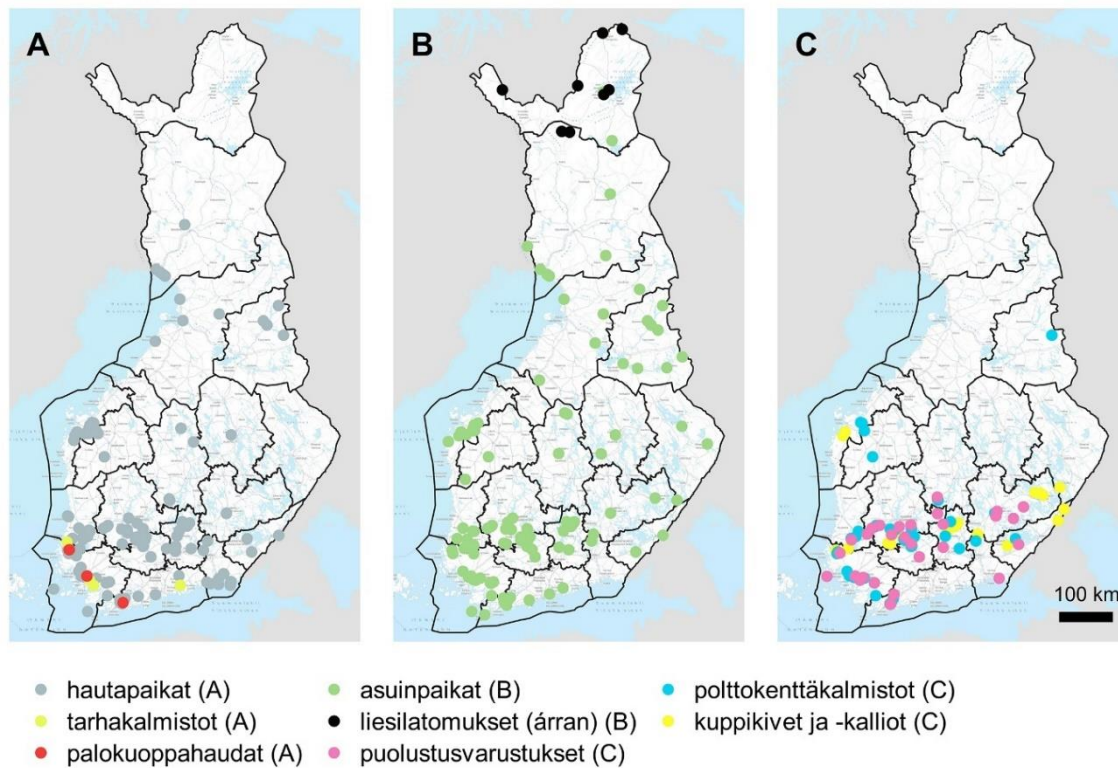 A
B
C
100 km
hautapaikat (A)
asuinpaikat (B)
polttokenttäkalmistot (C)
tarhakalmistot (A)
liesilatomukset (árran) (B)
kuppikivet ja -kalliot (C)
palokuoppahaudat (A)
puolustusvarustukset (C)